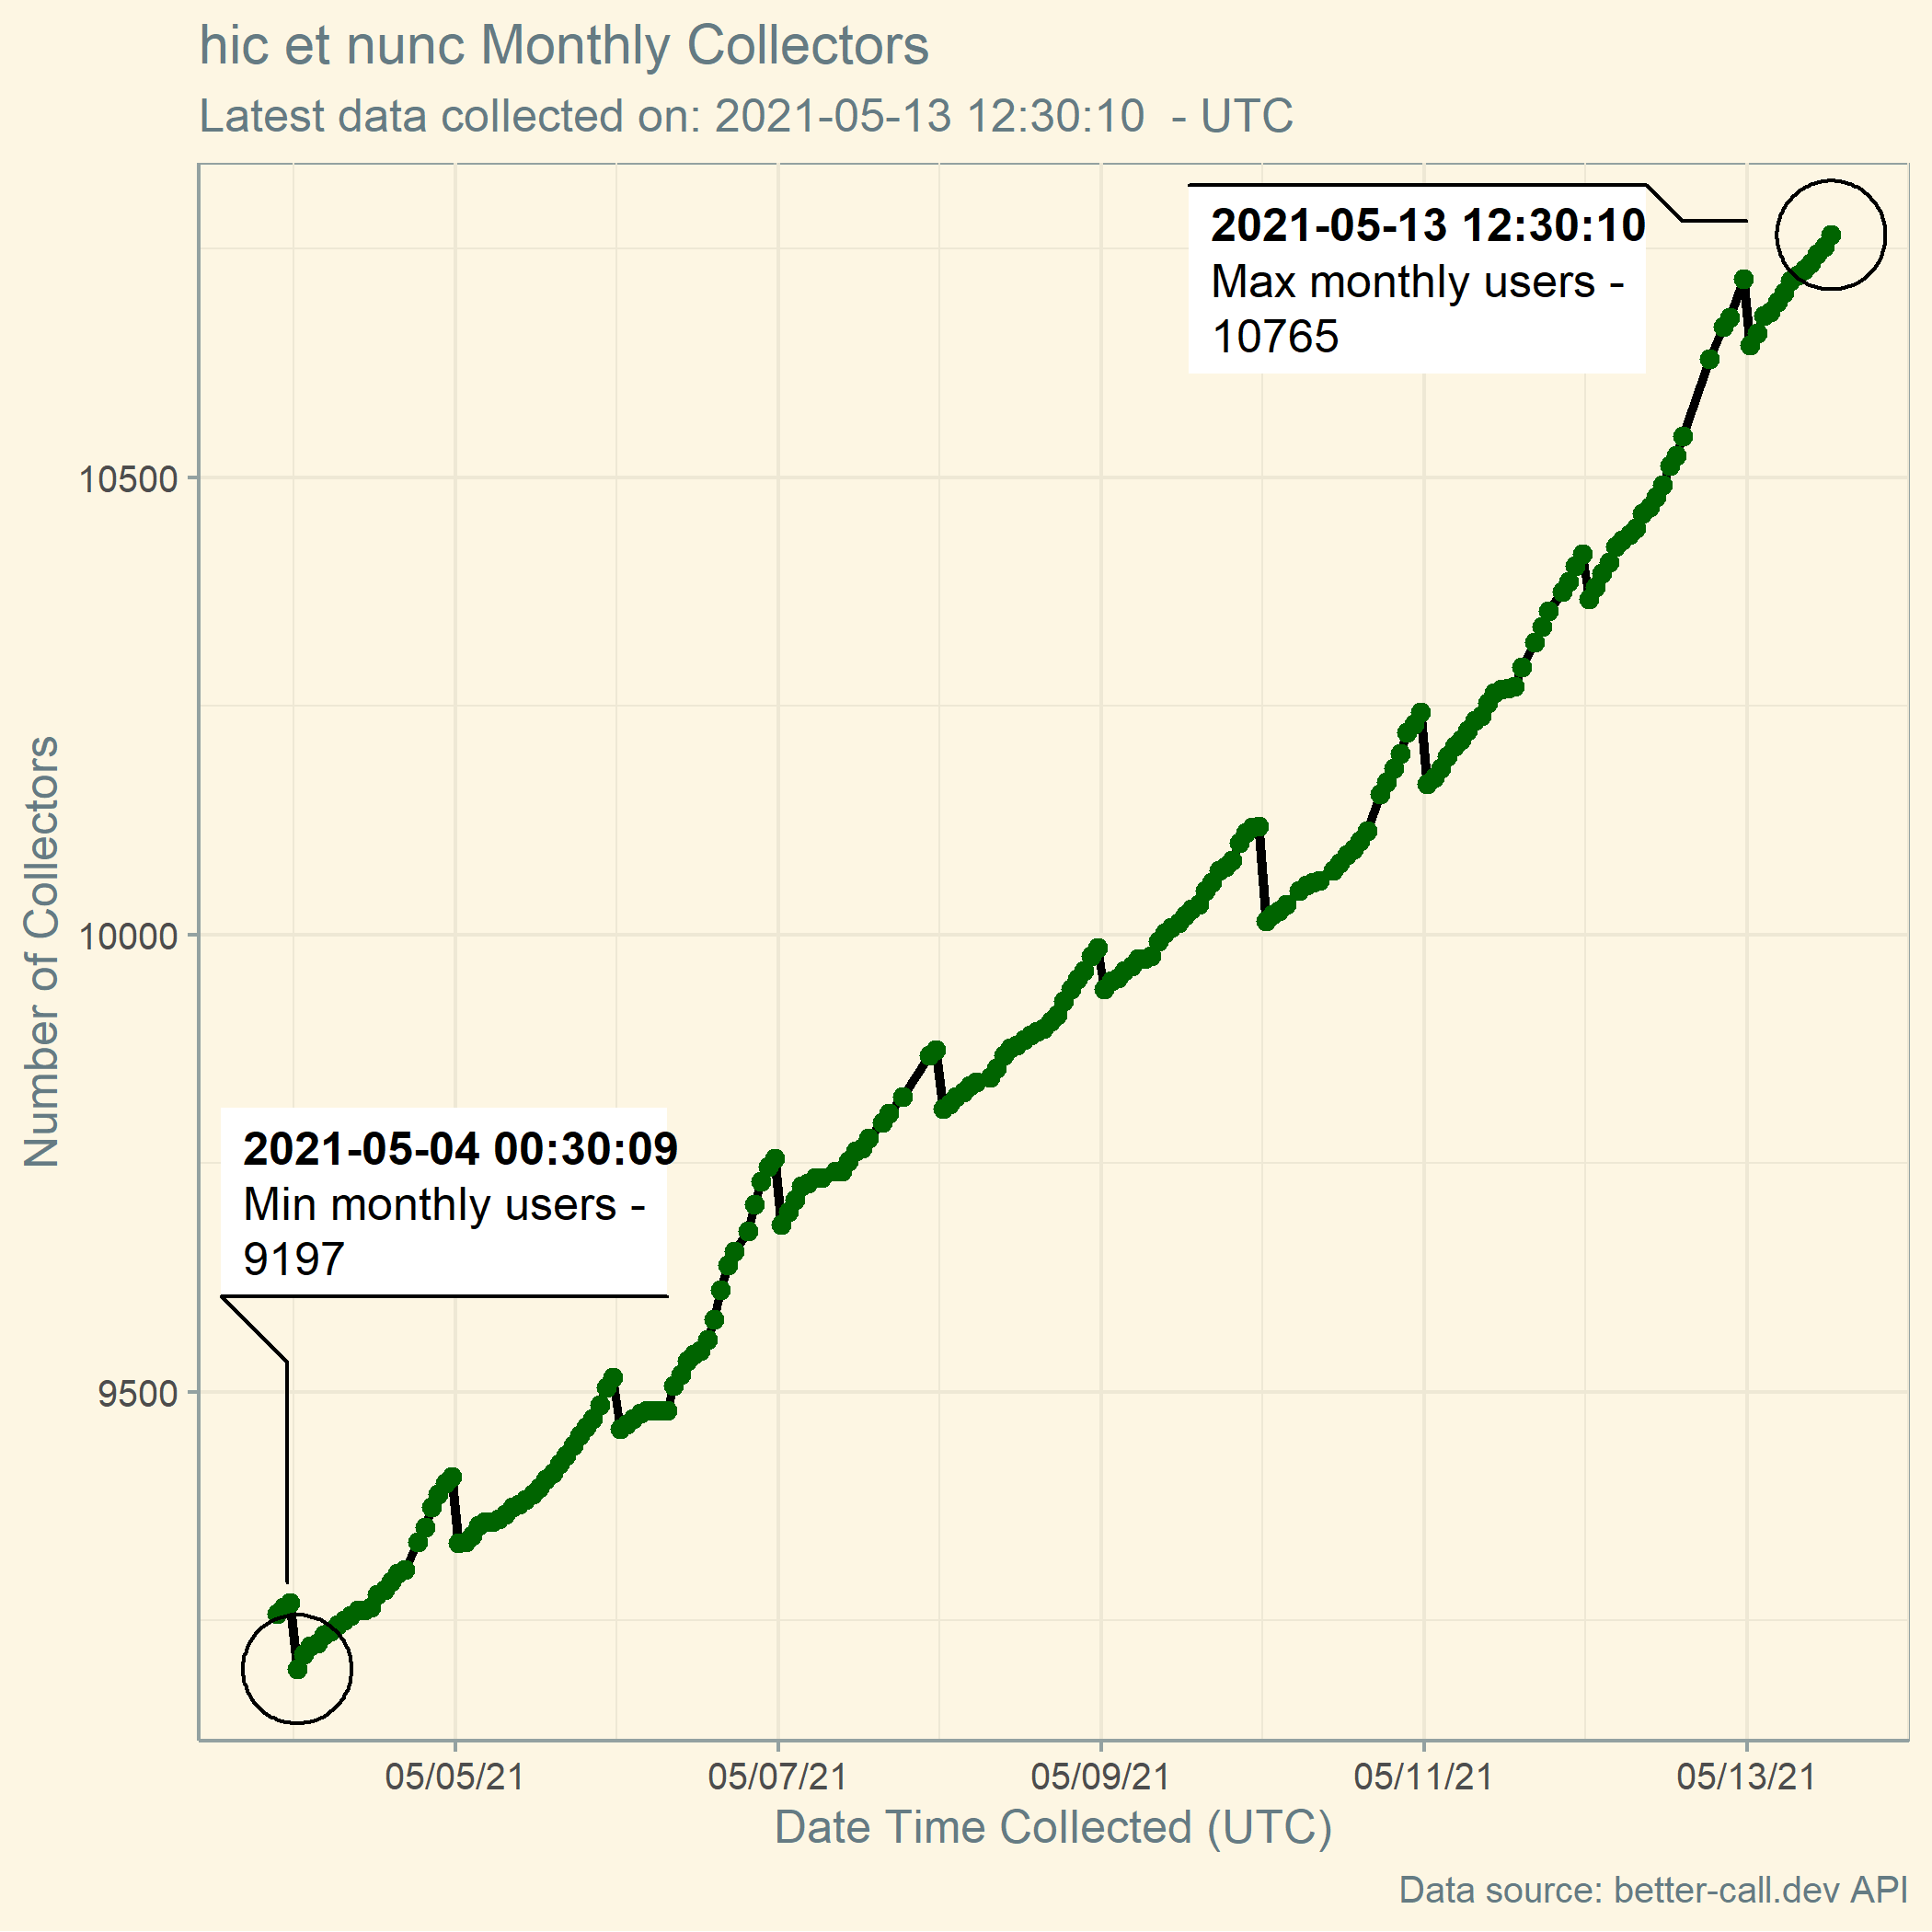 hic et nunc Monthly Collectors
Latest data collected on: 2021-05-13 12:30:10  - UTC
2021-05-13 12:30:10
Max monthly users -
10765
10500
10000
9500
Number of Collectors
2021-05-04 00:30:09
Min monthly users -
9197
05/05/21
05/07/21
05/09/21
05/11/21
05/13/21
Date Time Collected (UTC)
Data source: better-call.dev API